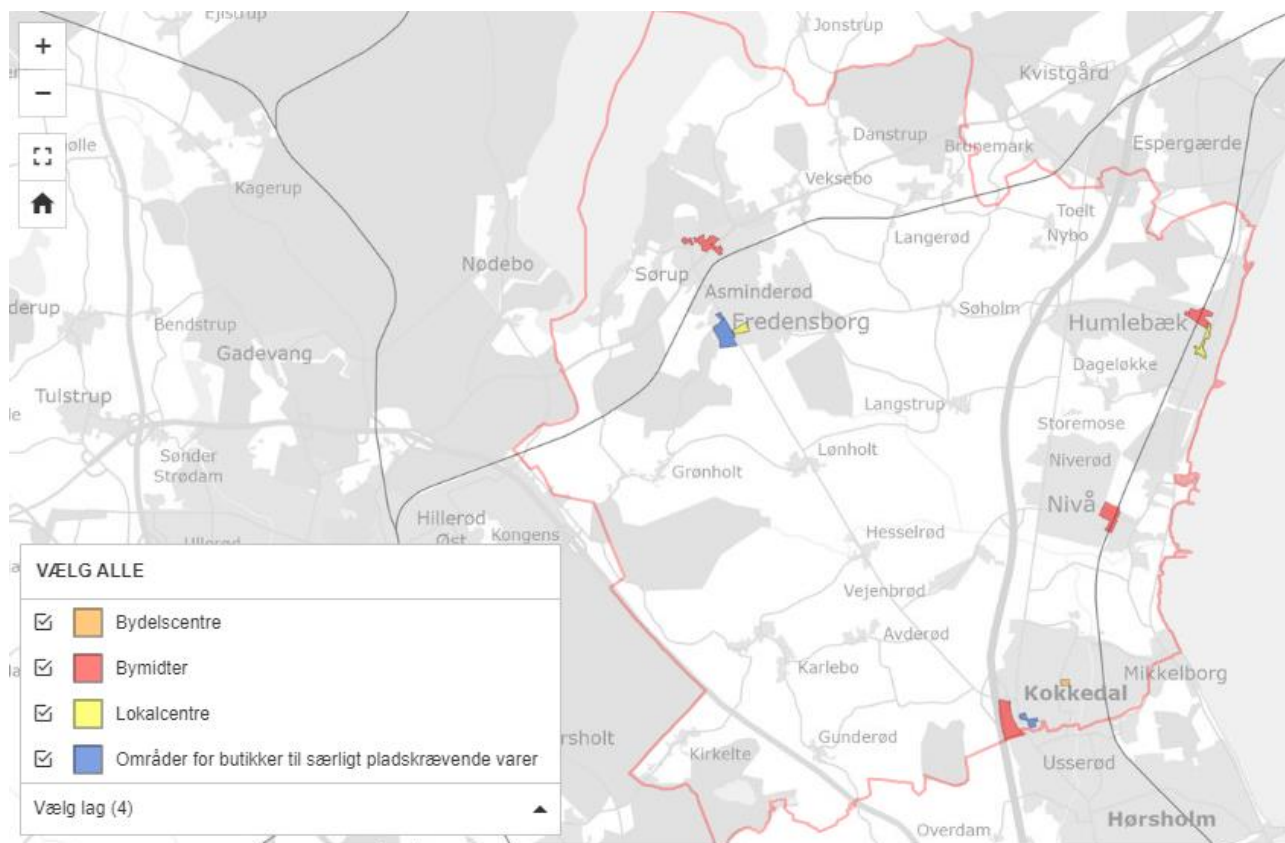 Ejlstrup
Jonstrup
+
Kvistgård
−
Danstrup
Espergærde
Brunemark
Kagerup
Veksebo
Toelt
Nybo
Langerød
Nødebo
Sørup
Asminderød
Søholm
Fredensborg
Humlebæk
Bendstrup
Gadevang
Dageløkke
Tulstrup
Langstrup
Storemose
Sønder
Strødam
Grønholt
Lønholt
Niverød
Nivå
Hillerød
Øst
Kongens
Hesselrød
VÆLG ALLE
Bydelscentre
Bymidter
Lokalcentre
Områder for butikker til særligt pladskrævende varer
Vælg lag (4)
Vejenbrød
Avderød
Karlebo
Mikkelborg
Kokkedal
Kirkelte
Gunderød
Usserød
Overdam
Hørsholm